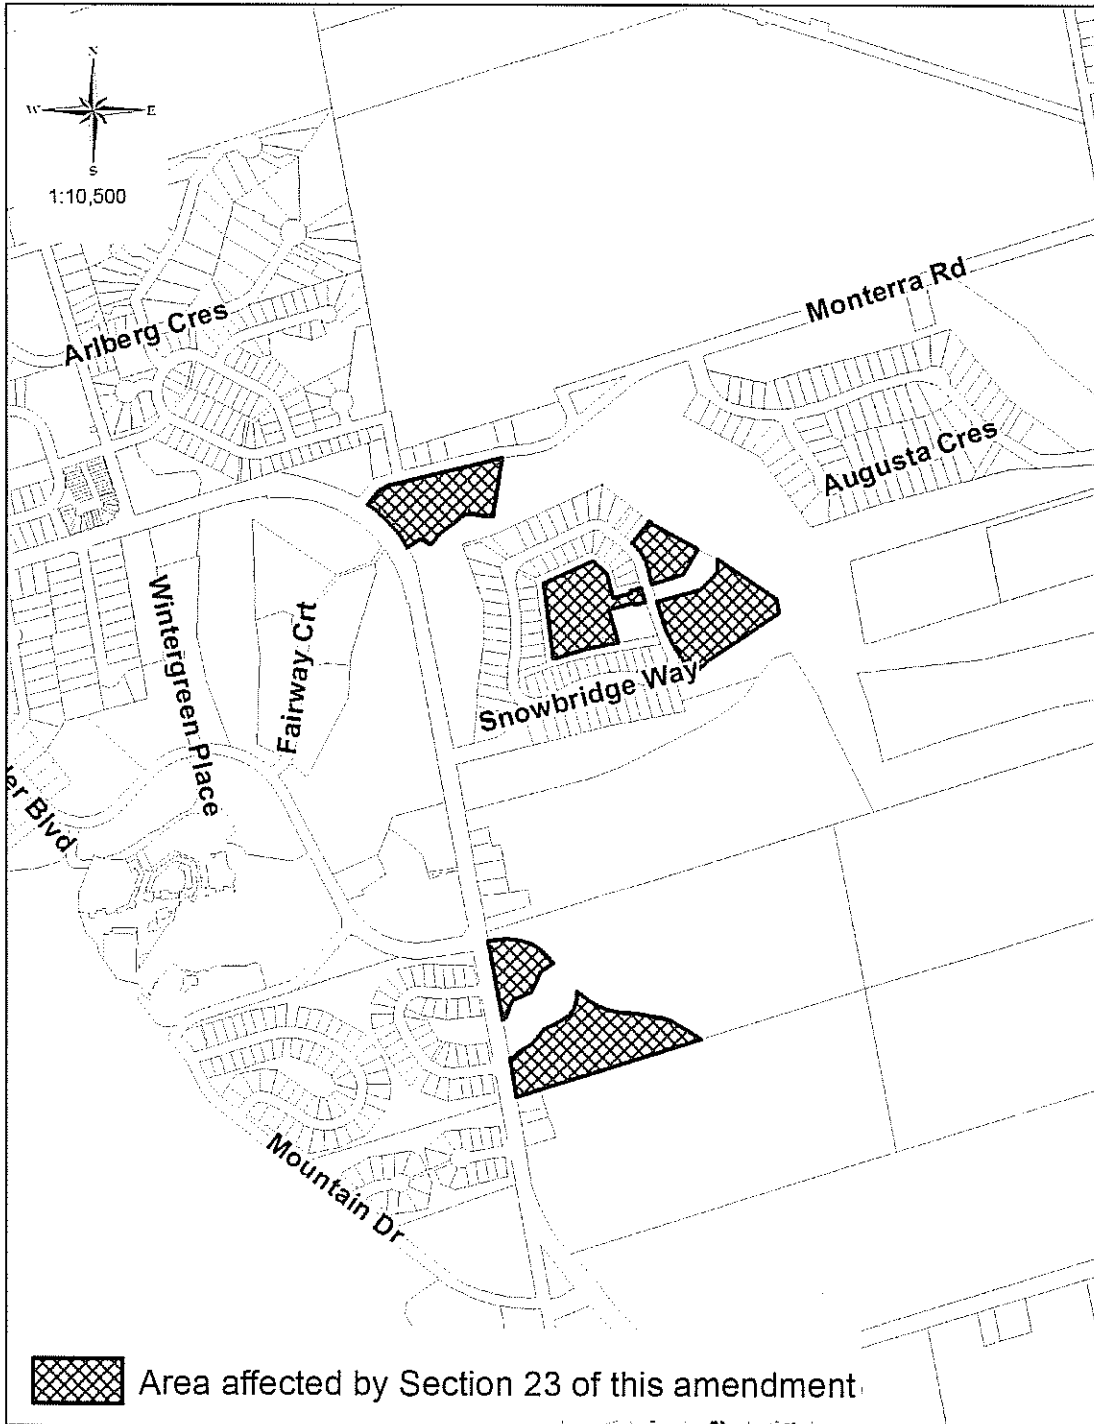 N
W E
S
1:10,500
Monterra Rd
Arlberg Cres
Augusta Cres
Wintergreen Place
Fairway Crt
Snowbridge Way
Blvd
Mountain Dr
Area affected by Section 23 of this amendment